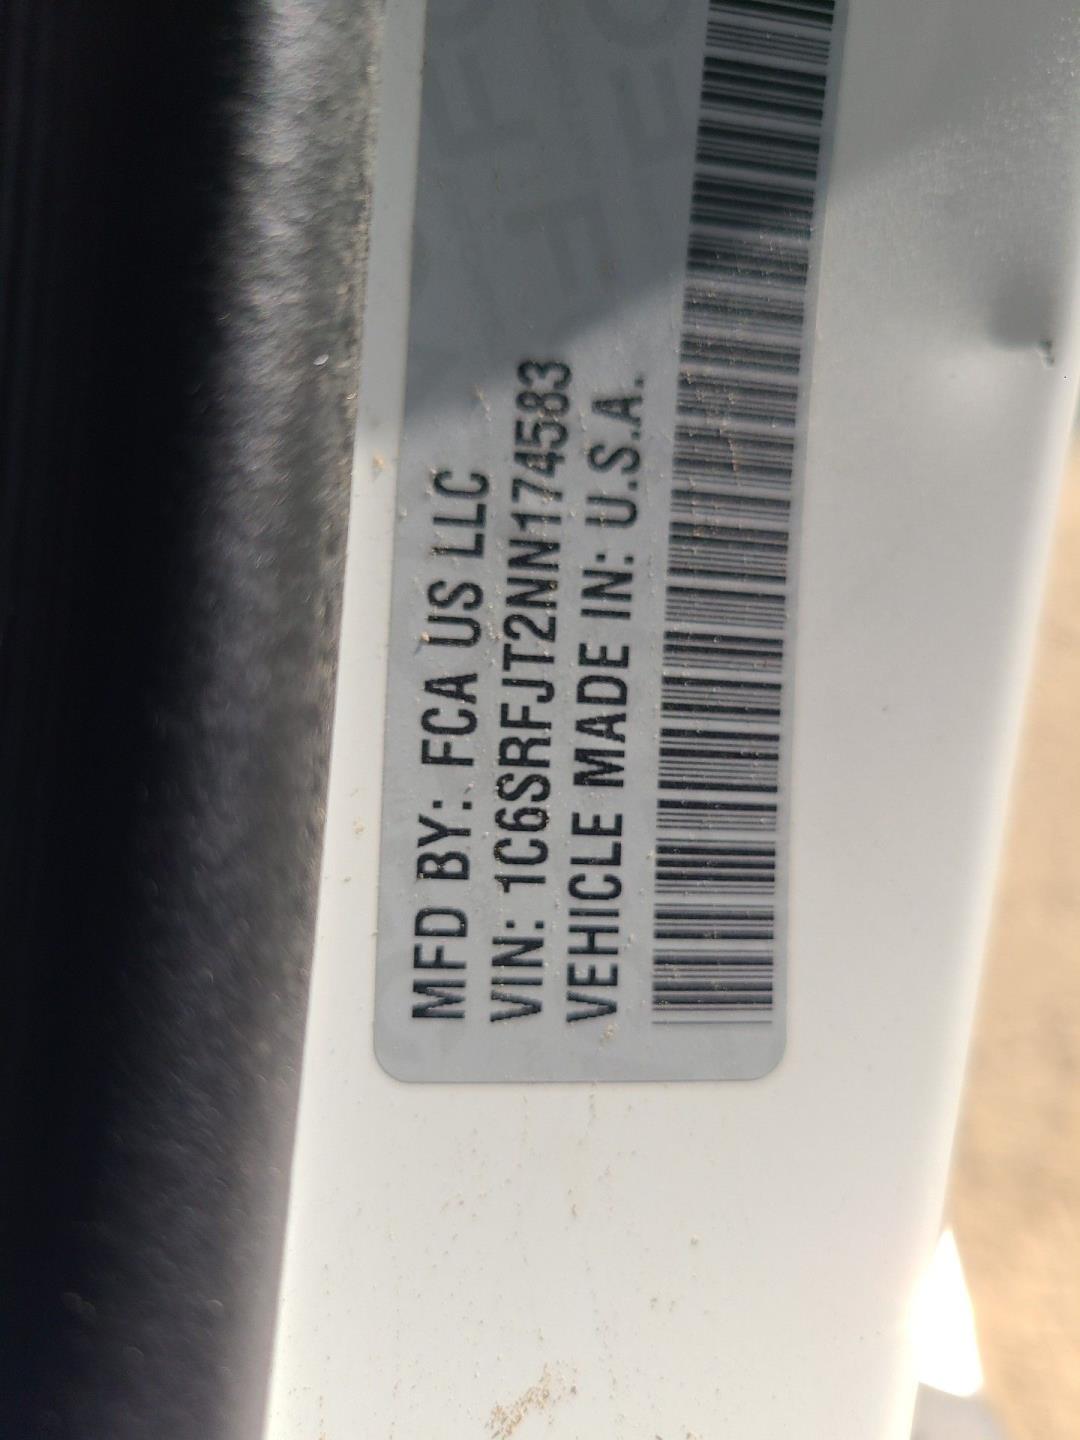 MFD BY: FCA US LLC
VIN: 1C6SRFJT2NN174583
VEHICLE MADE IN: U.S.A.